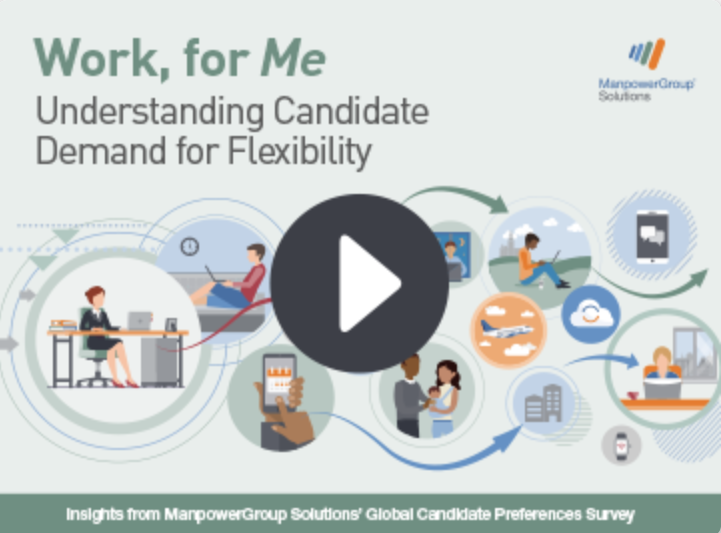 Work, for Me
Understanding Candidate
Demand for Flexibility
ManpowerGroup
Solutions
Insights from ManpowerGroup Solutions' Global Candidate Preferences Survey